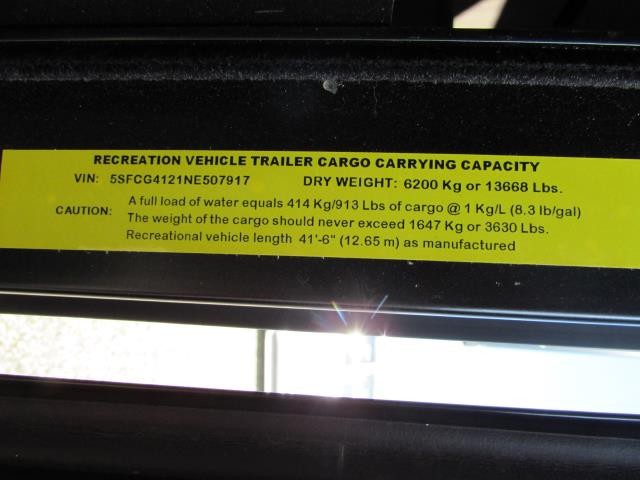 RECREATION VEHICLE TRAILER CARGO CARRYING CAPACITY
VIN: 5SFCG4121NE507917 DRY WEIGHT: 6200 Kg or 13668 Lbs.
A full load of water equals 414 Kg/913 Lbs of cargo @ 1 Kg/L (8.3 lb/gal)
CAUTION: The weight of the cargo should never exceed 1647 Kg or 3630 Lbs.
Recreational vehicle length 41'-6" (12.65 m) as manufactured